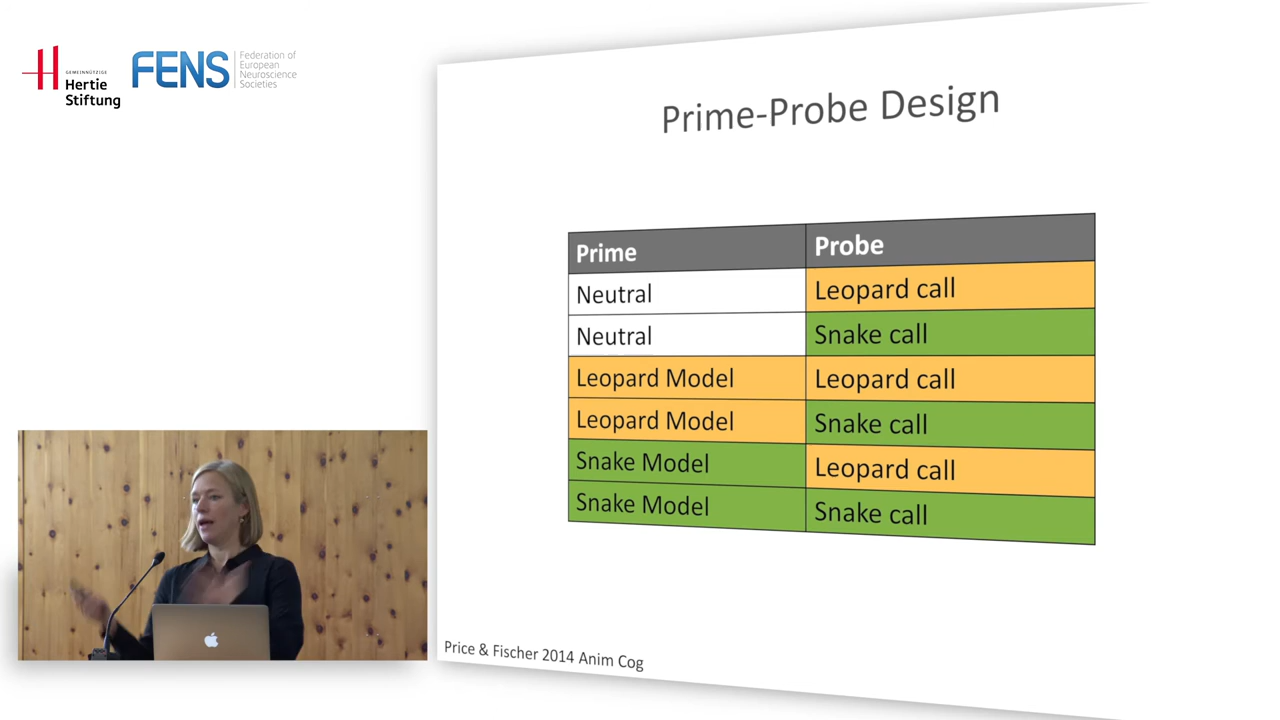 GEMEINNÜTZIGE
Hertie
Stiftung
FENS
Federation of
European
Neuroscience
Societies
Prime-Probe Design
Prime Probe
Neutral Leopard call
Neutral Snake call
Leopard Model Leopard call
Leopard Model Snake call
Snake Model Leopard call
Snake Model Snake call
Price & Fischer 2014 Anim Cog